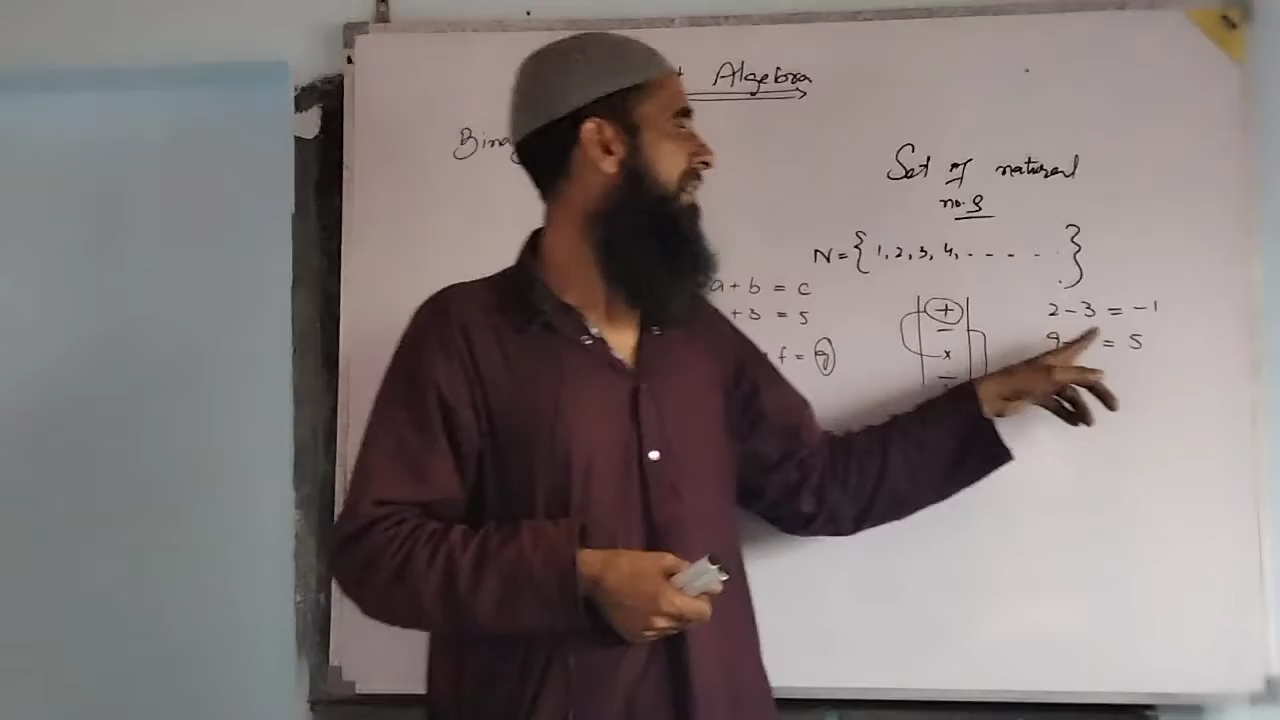 Algebra
Set of natural
no.s
N = { 1, 2, 3, 4, - - - - . . }
a + b = c
+ 3 = 5
f = g
+
−
×
÷
2 - 3 = -1
= 5